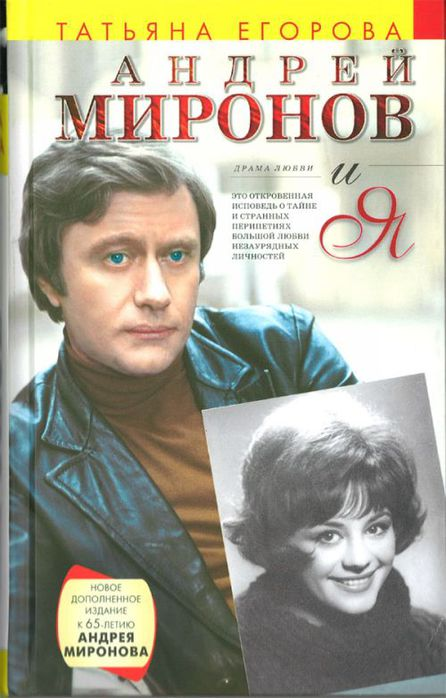 ТАТЬЯНА ЕГОРОВА
АНДРЕЙ
МИРОНОВ
ДРАМА ЛЮБВИ
и
Я
ЭТО ОТКРОВЕННАЯ
ИСПОВЕДЬ О ТАЙНЕ
И СТРАННЫХ
ПЕРИПЕТИЯХ
БОЛЬШОЙ ЛЮБВИ
НЕЗАУРЯДНЫХ
ЛИЧНОСТЕЙ
НОВОЕ
ДОПОЛНЕННОЕ
ИЗДАНИЕ
К 65-ЛЕТИЮ
АНДРЕЯ
МИРОНОВА